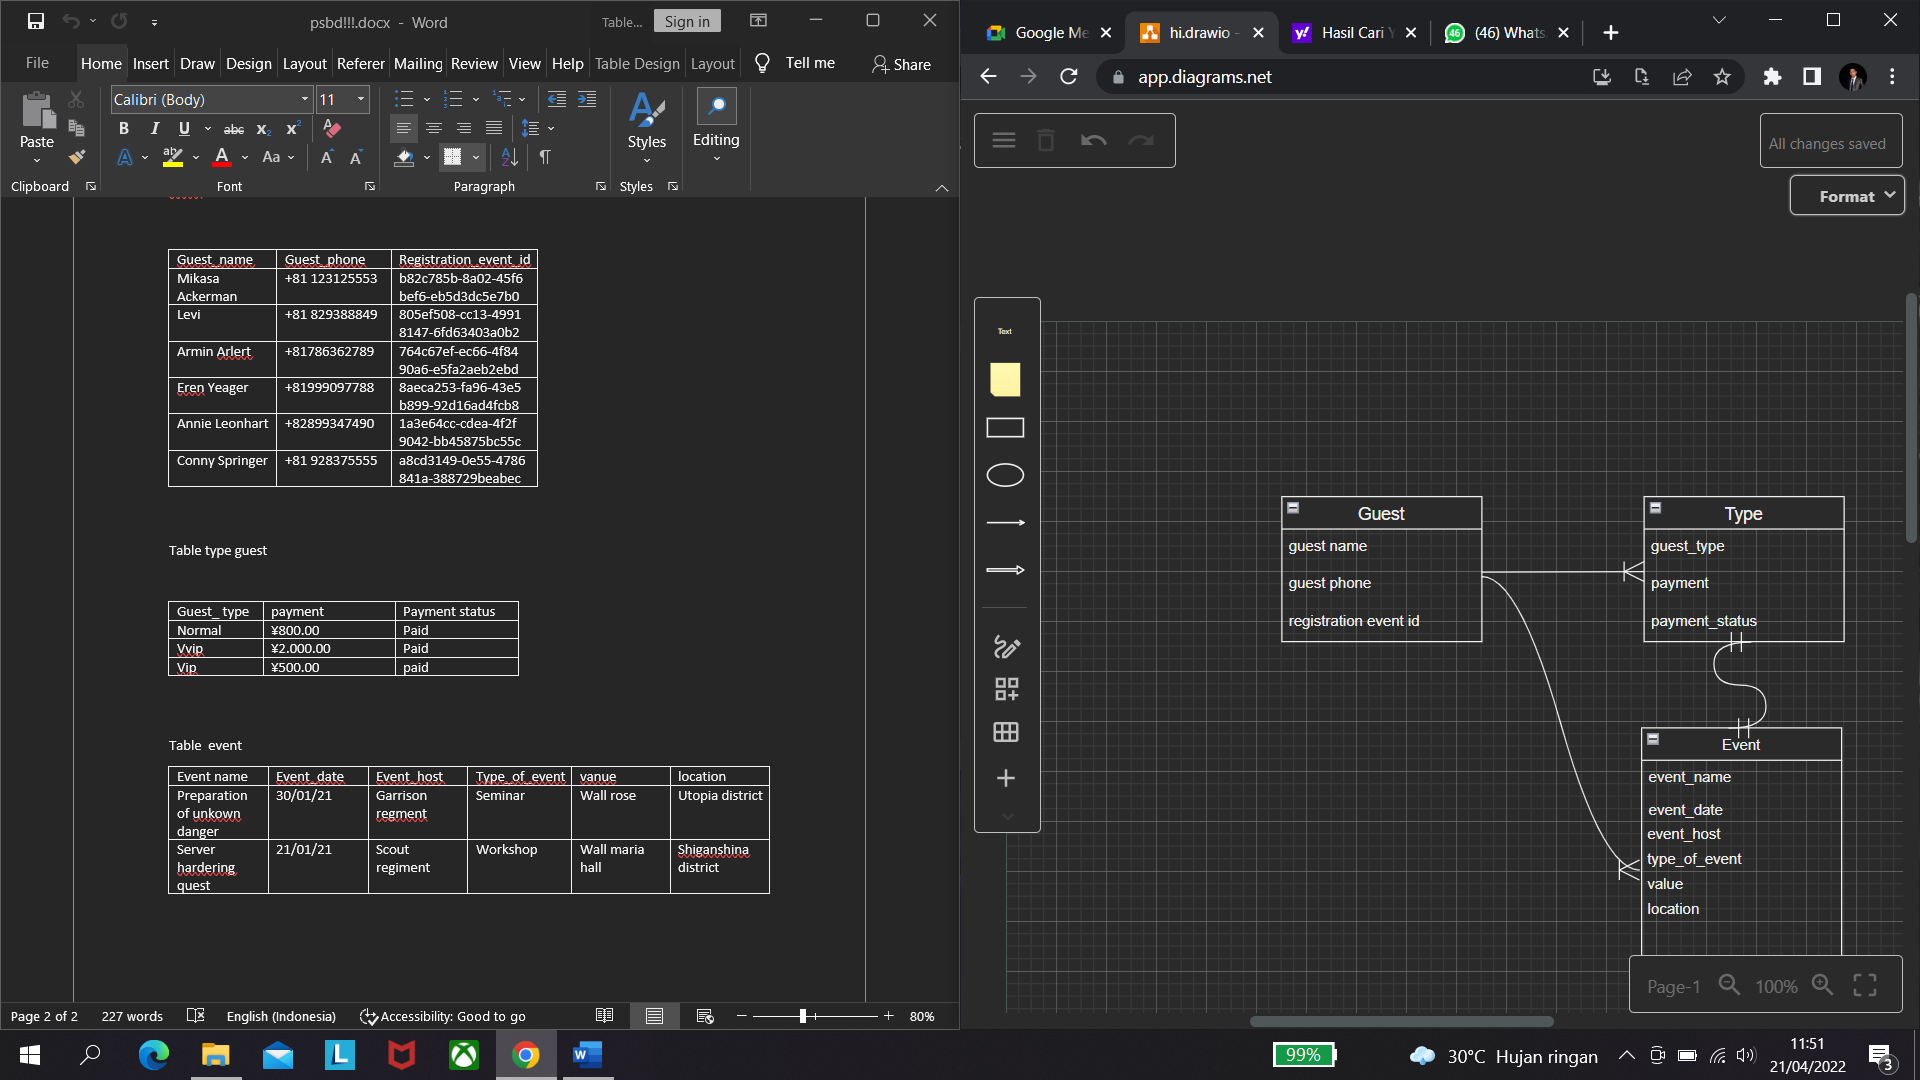 psbd!!!.docx - Word
Table...
Sign in
File Home Insert Draw Design Layout Referer Mailing Review View Help Table Design Layout Tell me Share
Calibri (Body) 11
Paste
Styles
Editing
Clipboard Font Paragraph Styles
Guest_name Guest_phone Registration_event_id
Mikasa Ackerman +81 123125553 b82c785b-8a02-45f6 bef6-eb5d3dc5e7b0
Levi +81 829388849 805ef508-cc13-4991 8147-6fd63403a0b2
Armin Arlert +81786362789 764c67ef-ec66-4f84 90a6-e5fa2aeb2ebd
Eren Yeager +81999097788 8aeca253-fa96-43e5 b899-92d16ad4fcb8
Annie Leonhart +82899347490 1a3e64cc-cdea-4f2f 9042-bb45875bc55c
Conny Springer +81 928375555 a8cd3149-0e55-4786 841a-388729beabec
Table type guest
Guest_ type payment Payment status
Normal ¥800.00 Paid
Vvip ¥2.000.00 Paid
Vip ¥500.00 paid
Table event
Event name Event_date Event_host Type_of_event vanue location
Preparation of unkown danger 30/01/21 Garrison regment Seminar Wall rose Utopia district
Server hardering quest 21/01/21 Scout regiment Workshop Wall maria hall Shiganshina district
Page 2 of 2 227 words English (Indonesia) Accessibility: Good to go 80%
Google Me hi.drawio - Hasil Cari Y (46) Whats
app.diagrams.net
All changes saved
Format
Text
Guest
guest name
guest phone
registration event id
Type
guest_type
payment
payment_status
Event
event_name
event_date
event_host
type_of_event
value
location
Page-1 100%
99%
30°C Hujan ringan
11:51
21/04/2022
3